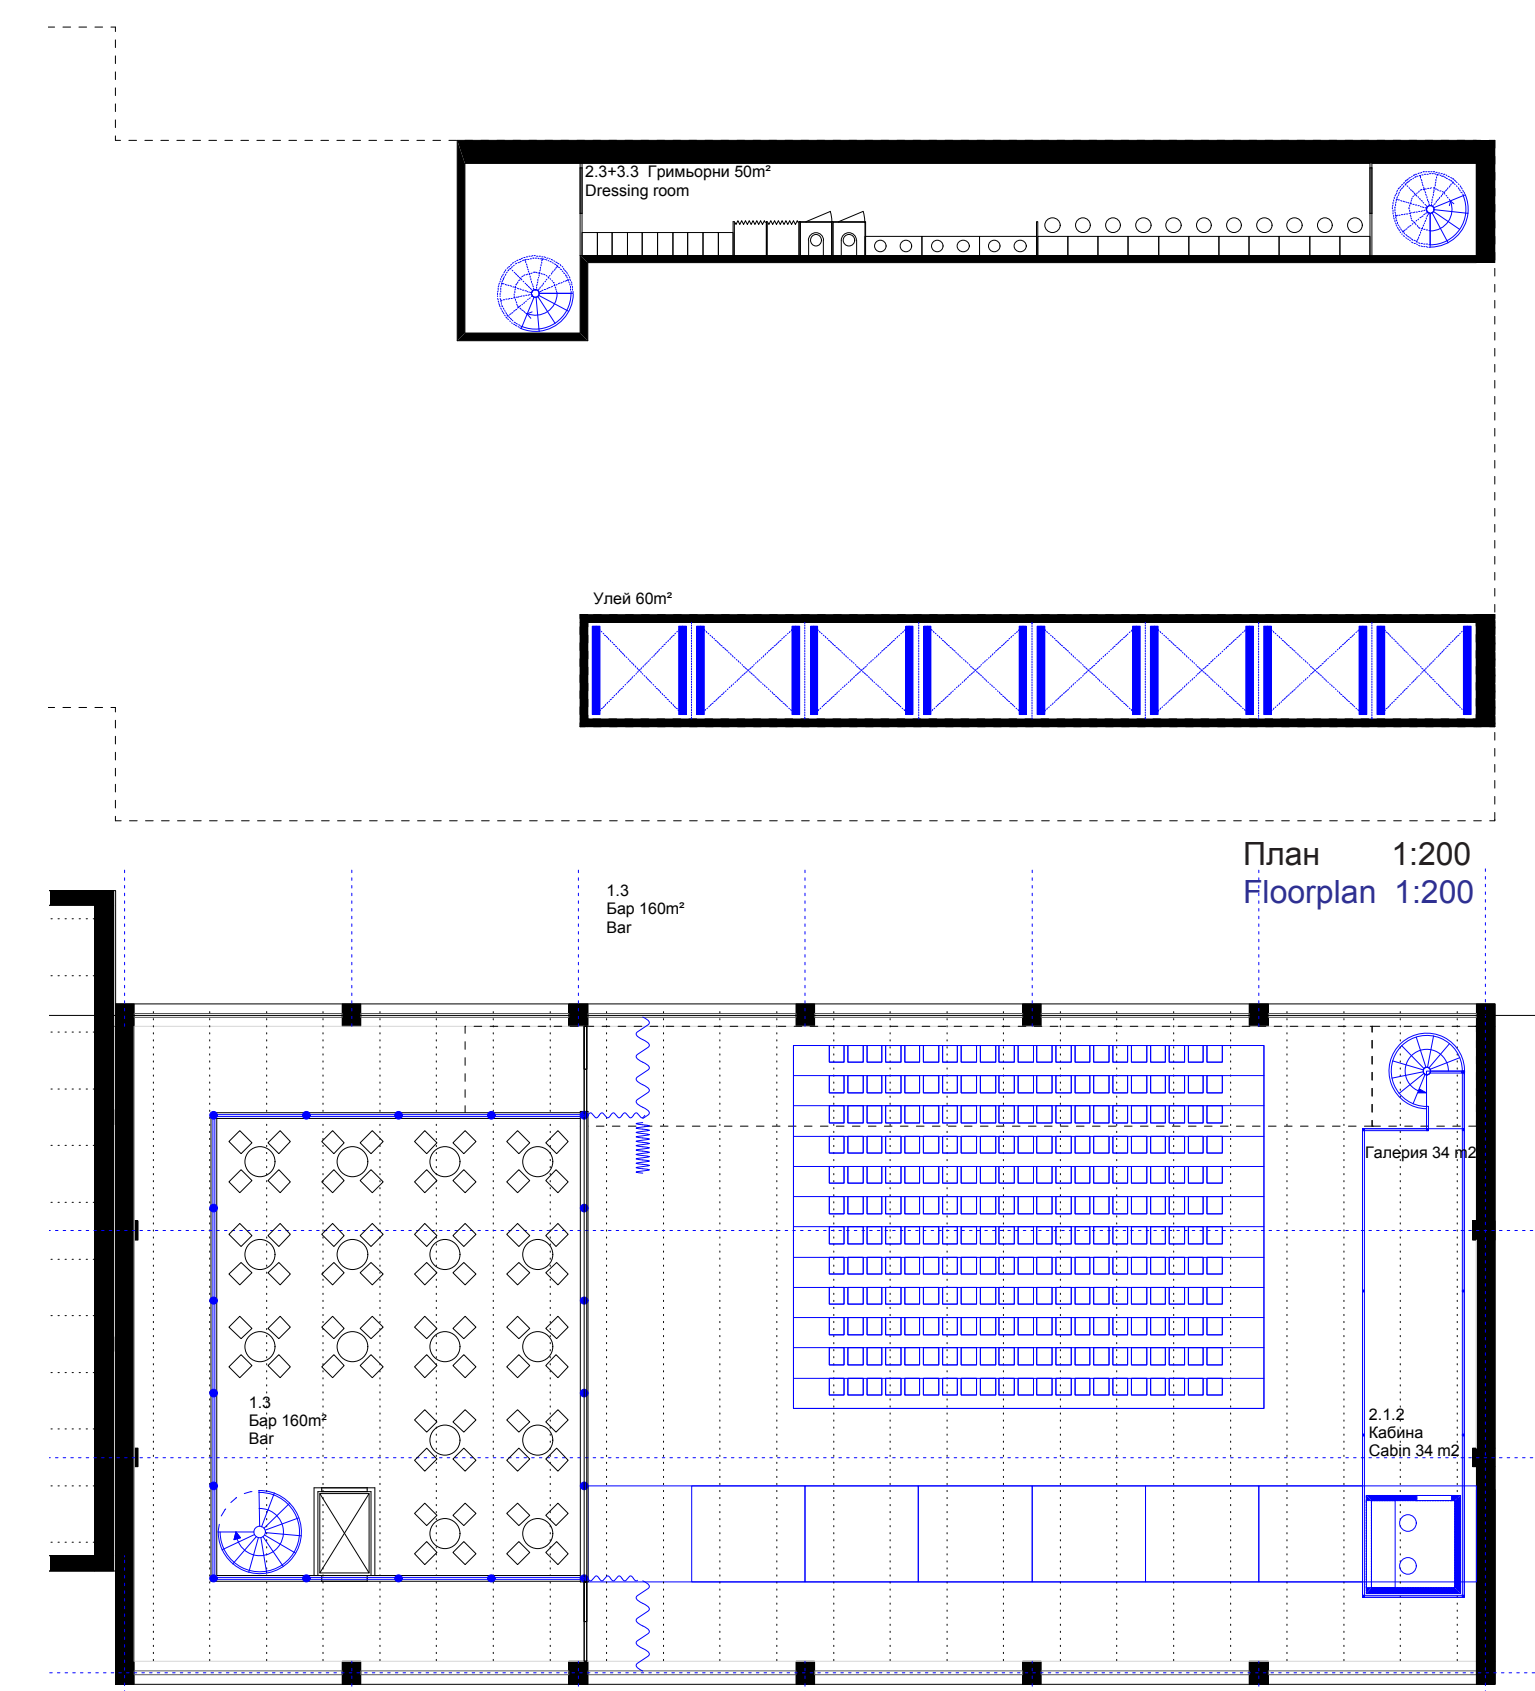 2.3+3.3 Гримьорни 50m²
Dressing room
Улей 60m²
План 1:200
Floorplan 1:200
1.3
Бар 160m²
Bar
Галерия 34 m2
1.3
Бар 160m²
Bar
2.1.2
Кабина
Cabin 34 m2